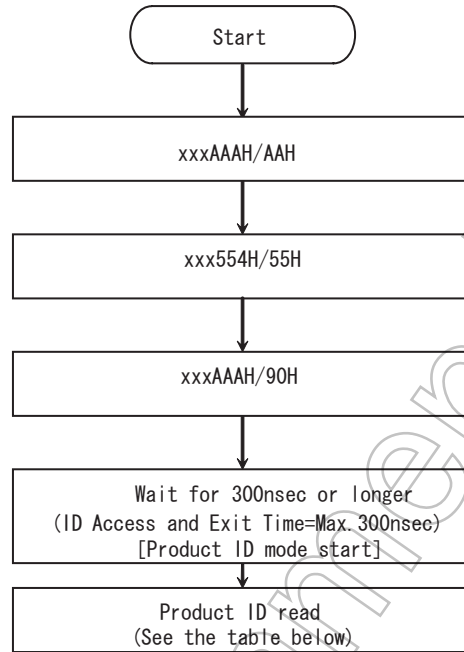 Start
xxxAAAH/AAH
xxx554H/55H
xxxAAAH/90H
Wait for 300nsec or longer
(ID Access and Exit Time=Max.300nsec)
[Product ID mode start]
Product ID read
(See the table below)